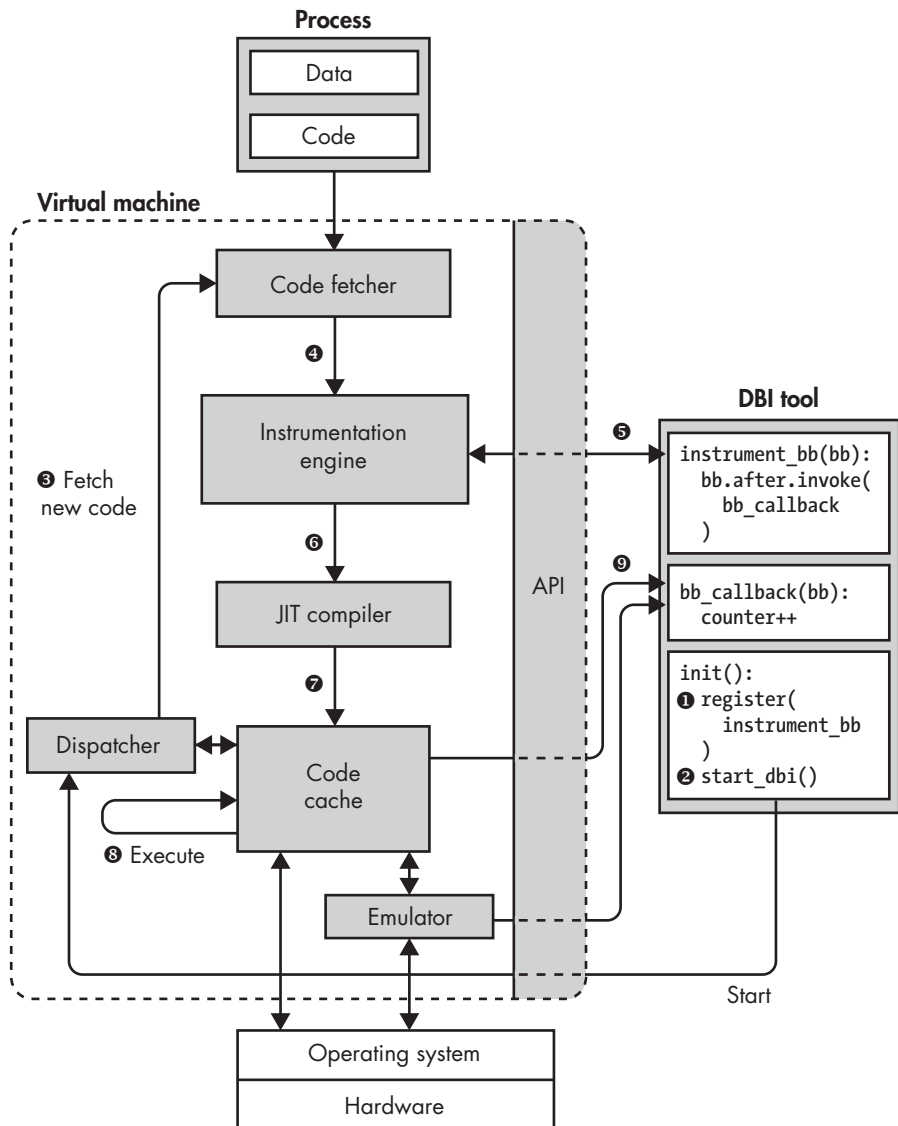 Process
Data
Code
Virtual machine
Code fetcher
❹
DBI tool
Instrumentation
engine
❺
instrument_bb(bb):
bb.after.invoke(
bb_callback
)
❸ Fetch
new code
❻
API
❾
JIT compiler
bb_callback(bb):
counter++
❼
init():
❶ register(
instrument_bb
)
❷ start_dbi()
Dispatcher
Code
cache
❽ Execute
Emulator
Start
Operating system
Hardware